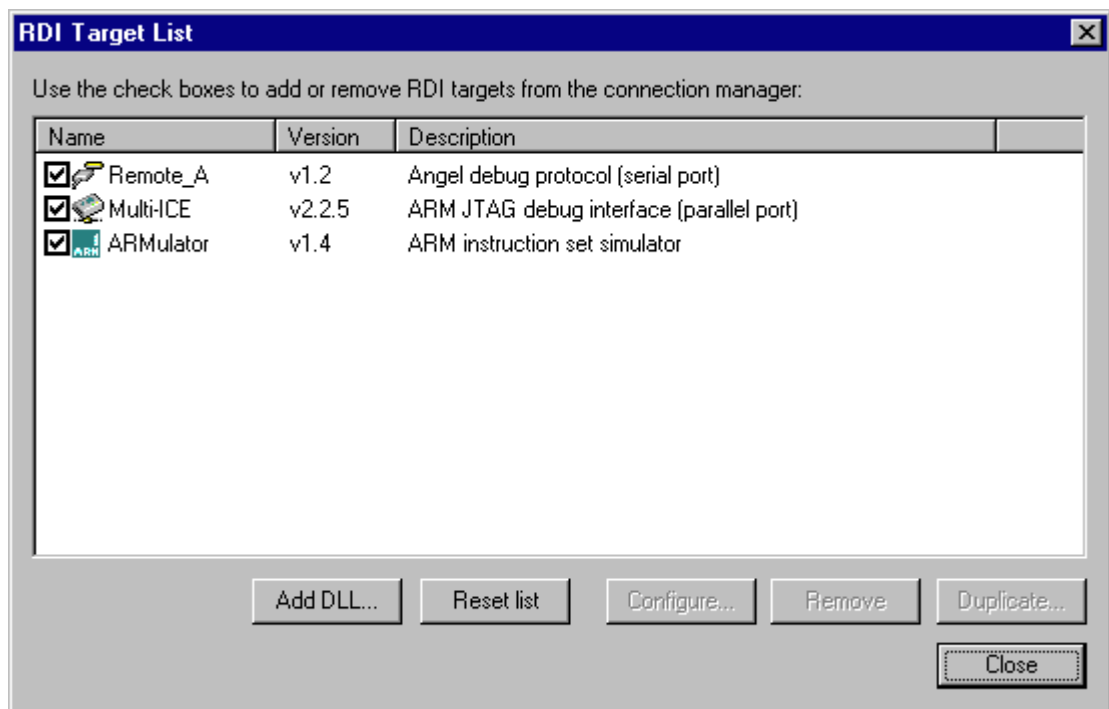 RDI Target List
Use the check boxes to add or remove RDI targets from the connection manager:
Name Version Description
Remote_A v1.2 Angel debug protocol (serial port)
Multi-ICE v2.2.5 ARM JTAG debug interface (parallel port)
ARM ARMulator v1.4 ARM instruction set simulator
Add DLL... Reset list Configure... Remove Duplicate...
Close